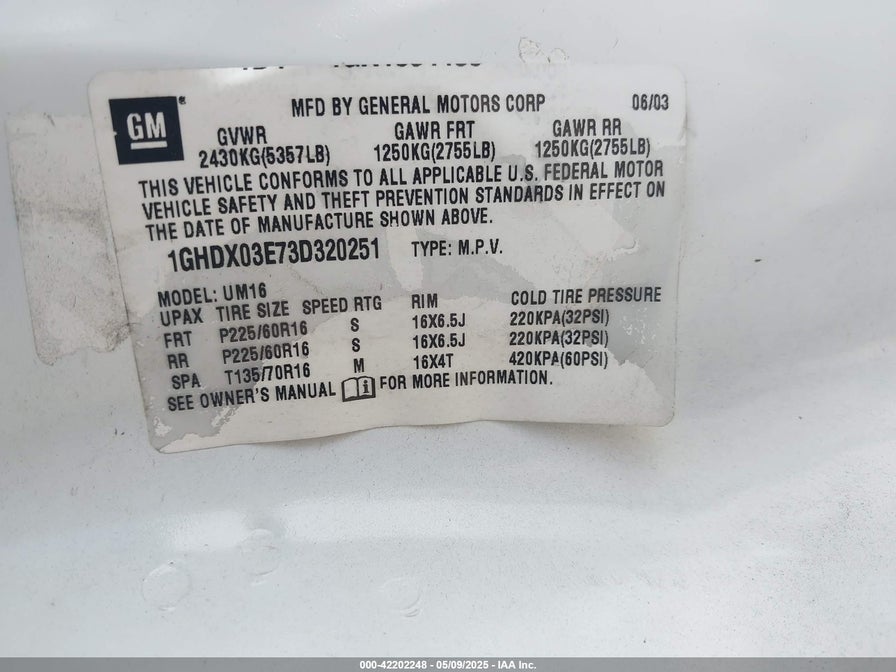 GM
MFD BY GENERAL MOTORS CORP 06/03
GVWR GAWR FRT GAWR RR
2430KG(5357LB) 1250KG(2755LB) 1250KG(2755LB)
THIS VEHICLE CONFORMS TO ALL APPLICABLE U.S. FEDERAL MOTOR
VEHICLE SAFETY AND THEFT PREVENTION STANDARDS IN EFFECT ON
THE DATE OF MANUFACTURE SHOWN ABOVE.
1GHDX03E73D320251 TYPE: M.P.V.
MODEL: UM16
UPAX TIRE SIZE SPEED RTG RIM COLD TIRE PRESSURE
FRT P225/60R16 S 16X6.5J 220KPA(32PSI)
RR P225/60R16 S 16X6.5J 220KPA(32PSI)
SPA T135/70R16 M 16X4T 420KPA(60PSI)
SEE OWNER'S MANUAL FOR MORE INFORMATION.
000-42202248 - 05/09/2025 - IAA Inc.